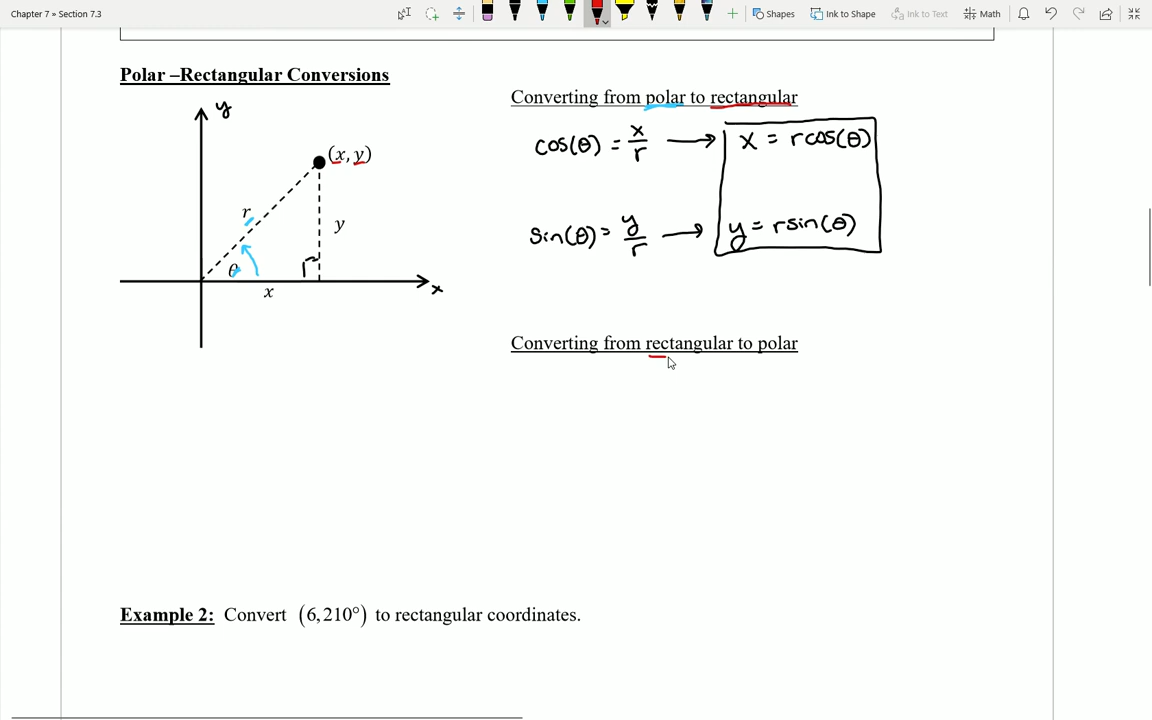 Chapter 7 » Section 7.3
Shapes
Ink to Shape
Ink to Text
Math
Polar –Rectangular Conversions
y
(x, y)
r
y
θ
x
x
Converting from polar to rectangular
cos(θ) = x/r → x = rcos(θ)
sin(θ) = y/r → y = rsin(θ)
Converting from rectangular to polar
Example 2: Convert (6, 210°) to rectangular coordinates.